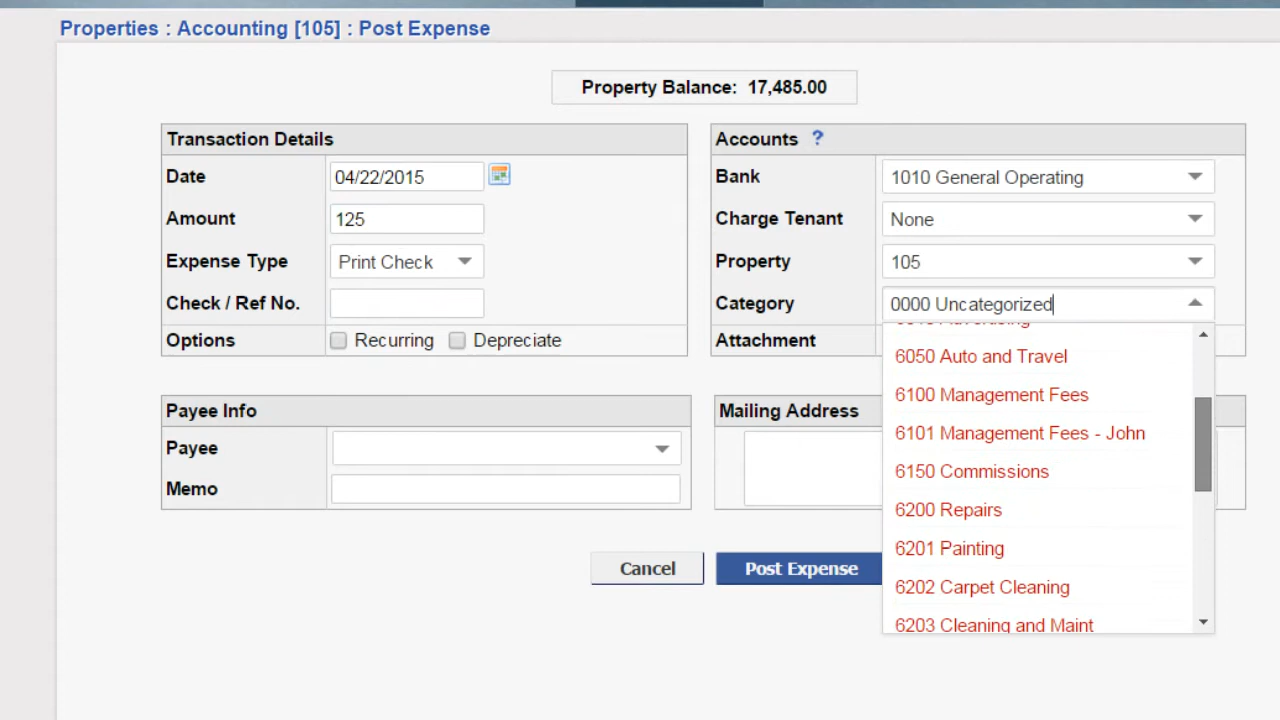 Properties : Accounting [105] : Post Expense
Property Balance: 17,485.00
Transaction Details
Date 04/22/2015
Amount 125
Expense Type Print Check
Check / Ref No.
Options Recurring Depreciate
Accounts ?
Bank 1010 General Operating
Charge Tenant None
Property 105
Category 0000 Uncategorized
Attachment
Advertising
6050 Auto and Travel
6100 Management Fees
6101 Management Fees - John
6150 Commissions
6200 Repairs
6201 Painting
6202 Carpet Cleaning
6203 Cleaning and Maint
Payee Info
Payee
Memo
Mailing Address
Cancel
Post Expense